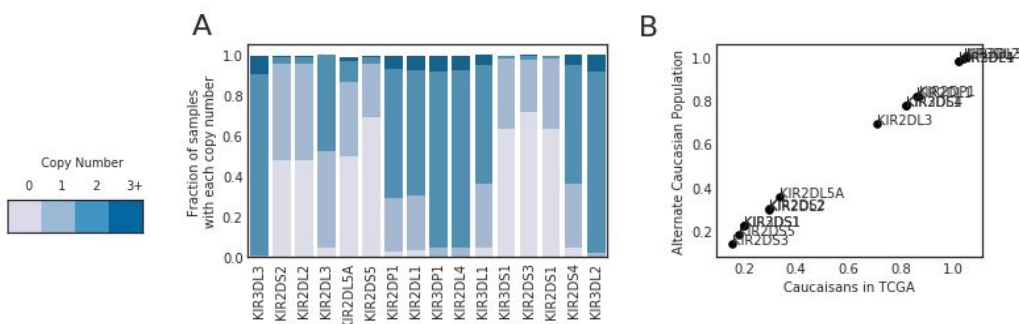 A
B
Fraction of samples
with each copy number
1.0
0.8
0.6
0.4
0.2
0.0
Copy Number
0 1 2 3+
KIR3DL3
KIR2DS2
KIR2DL2
KIR2DL3
KIR2DL5A
KIR2DS5
KIR2DP1
KIR2DL1
KIR3DP1
KIR2DL4
KIR3DL1
KIR3DS1
KIR2DS3
KIR2DS1
KIR2DS4
KIR3DL2
Alternate Caucasian Population
1.0
0.8
0.6
0.4
0.2
KIR2DP1
KIR2DL3
KIR2DL5A
KIR2DS5
KIR2DS3
0.2 0.4 0.6 0.8 1.0
Caucaisans in TCGA